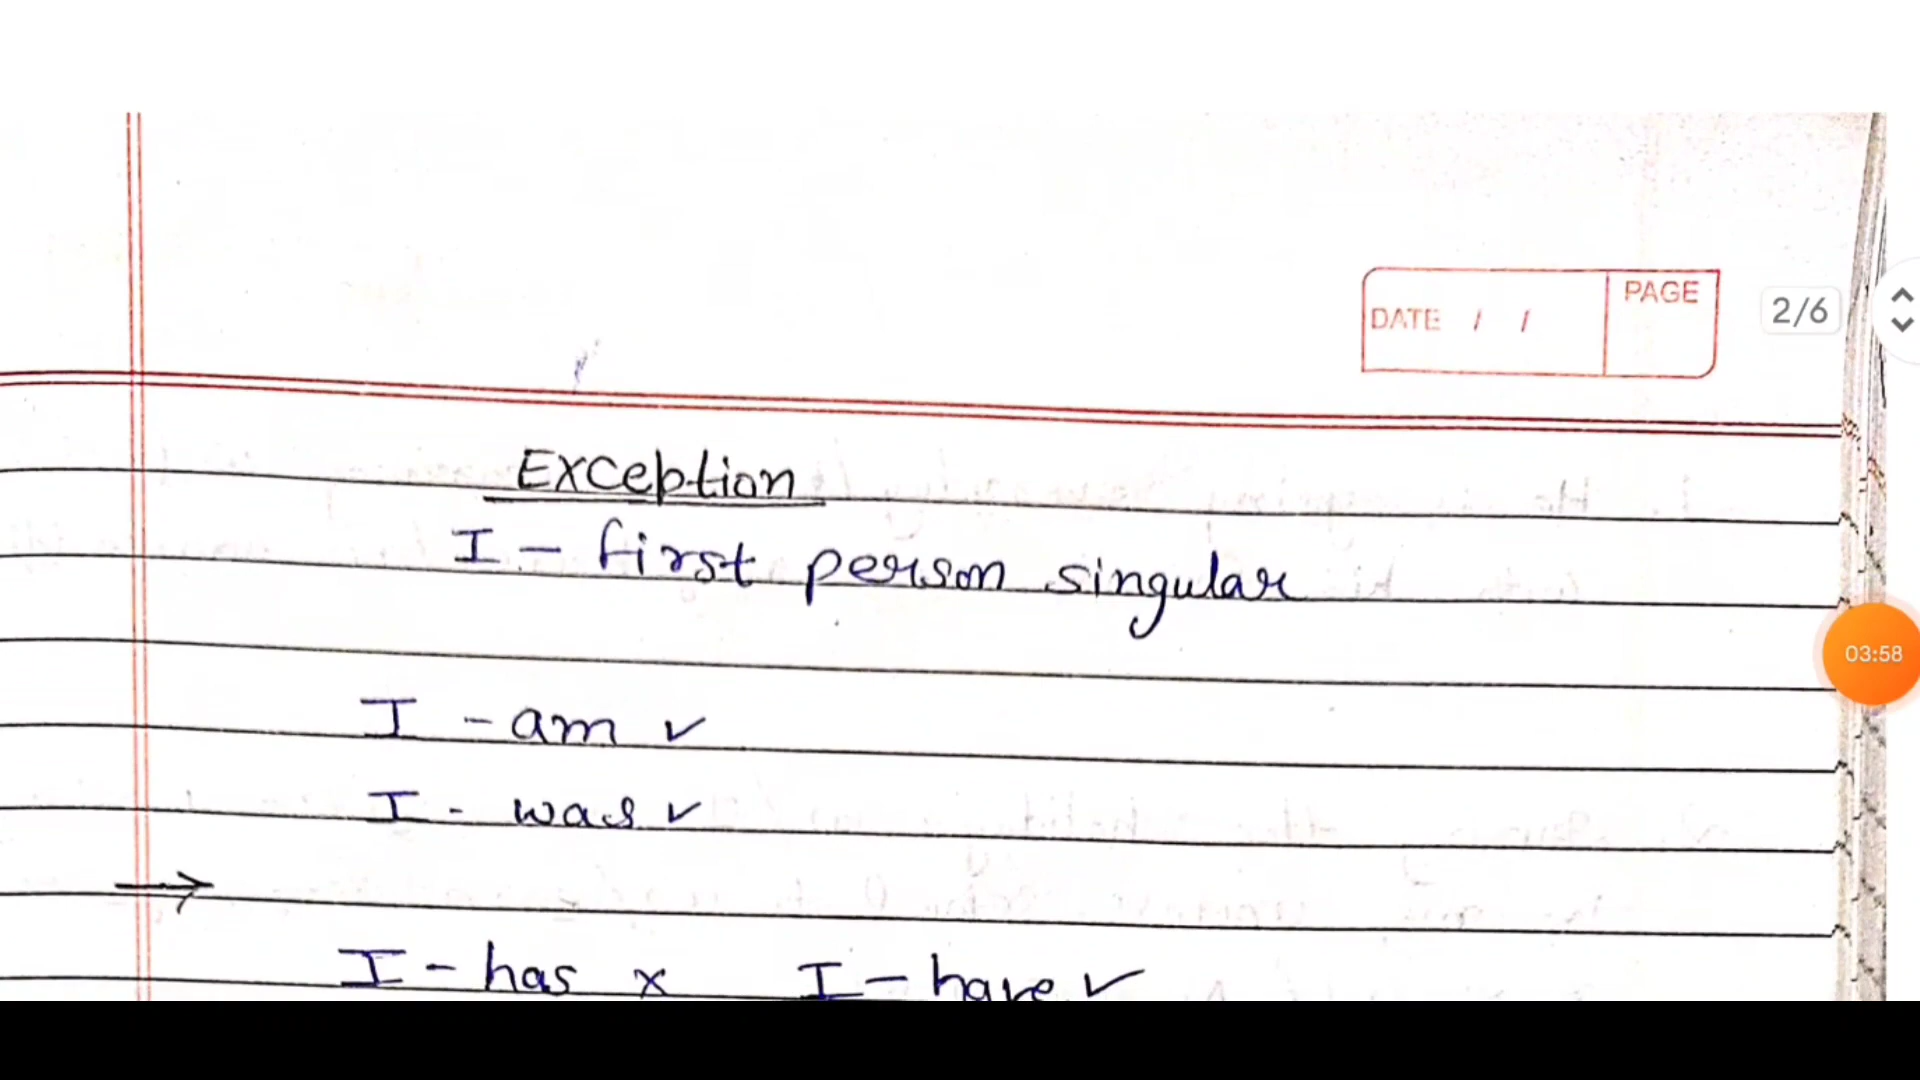 DATE / /
PAGE
2/6
Exception
I - first person singular
03:58
I - am ✓
I - was ✓
→
I - has x I - have ✓